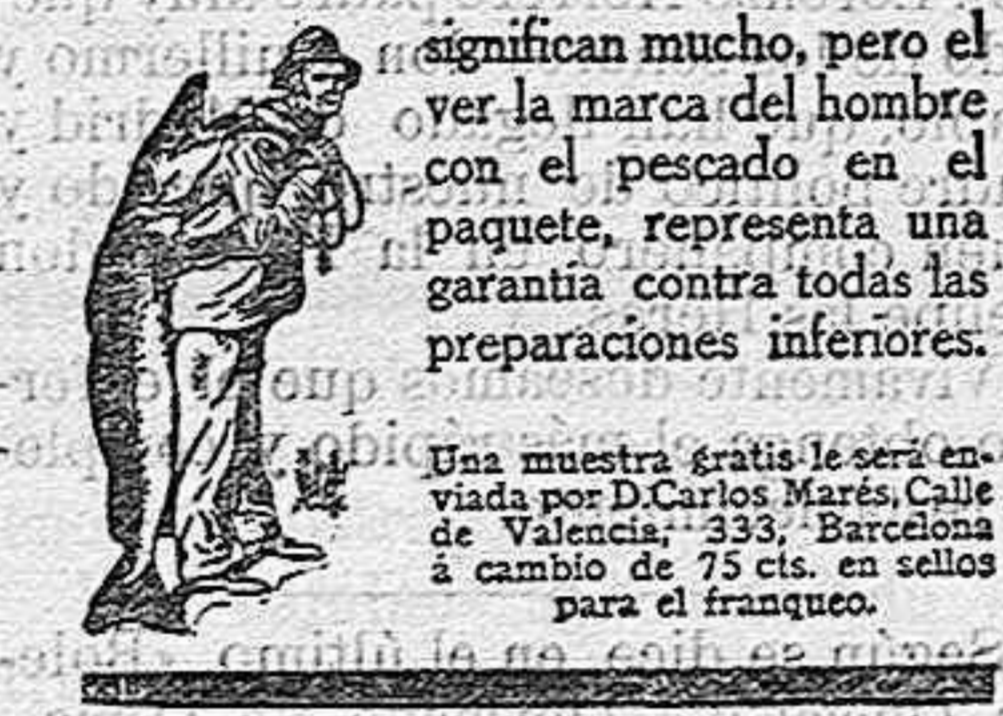 significan mucho, pero el
ver la marca del hombre
con el pescado en el
paquete, representa una
garantía contra todas las
preparaciones inferiores.
Una muestra gratis le será en-
viada por D. Carlos Marés, Calle
de Valencia, 333, Barcelona
á cambio de 75 cts. en sellos
para el franqueo.